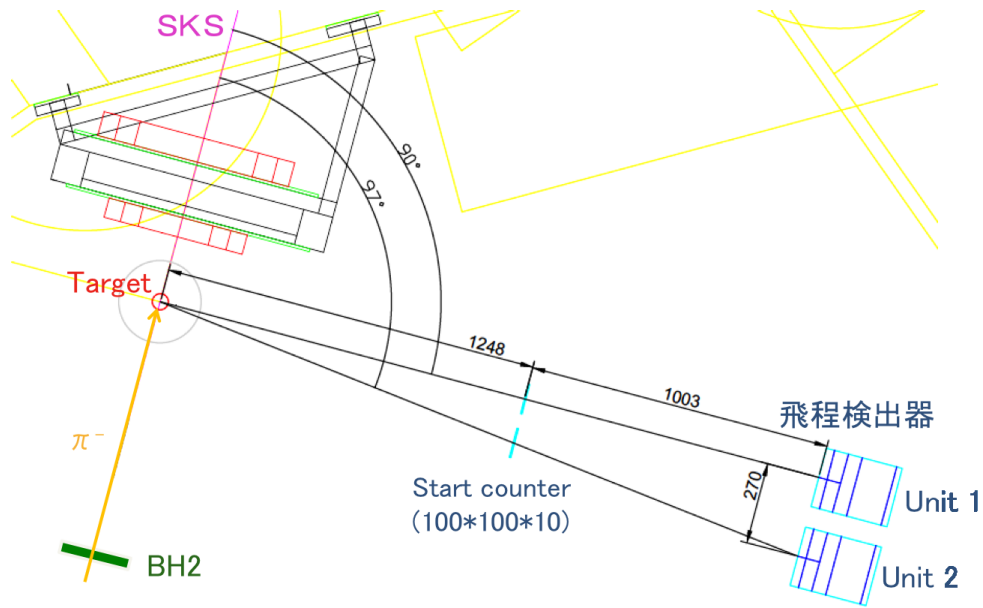 SKS
90°
97°
Target
1248
1003
飛程検出器
π⁻
270
Start counter
(100*100*10)
Unit 1
BH2
Unit 2